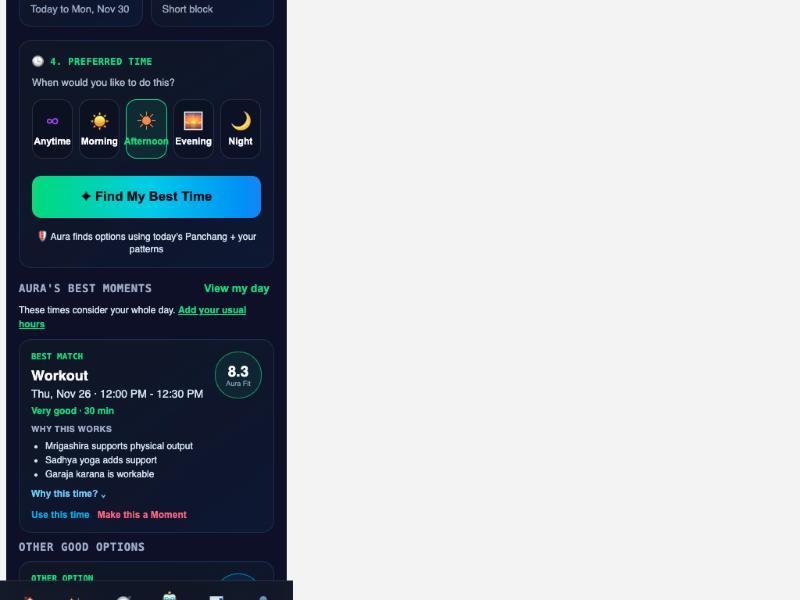 Today to Mon, Nov 30
Short block
4. PREFERRED TIME
When would you like to do this?
Anytime
Morning
Afternoon
Evening
Night
✦ Find My Best Time
Aura finds options using today's Panchang + your
patterns
AURA'S BEST MOMENTS
View my day
These times consider your whole day. Add your usual
hours
BEST MATCH
8.3
Aura Fit
Workout
Thu, Nov 26 · 12:00 PM - 12:30 PM
Very good · 30 min
WHY THIS WORKS
• Mrigashira supports physical output
• Sadhya yoga adds support
• Garaja karana is workable
Why this time?
Use this time
Make this a Moment
OTHER GOOD OPTIONS
OTHER OPTION